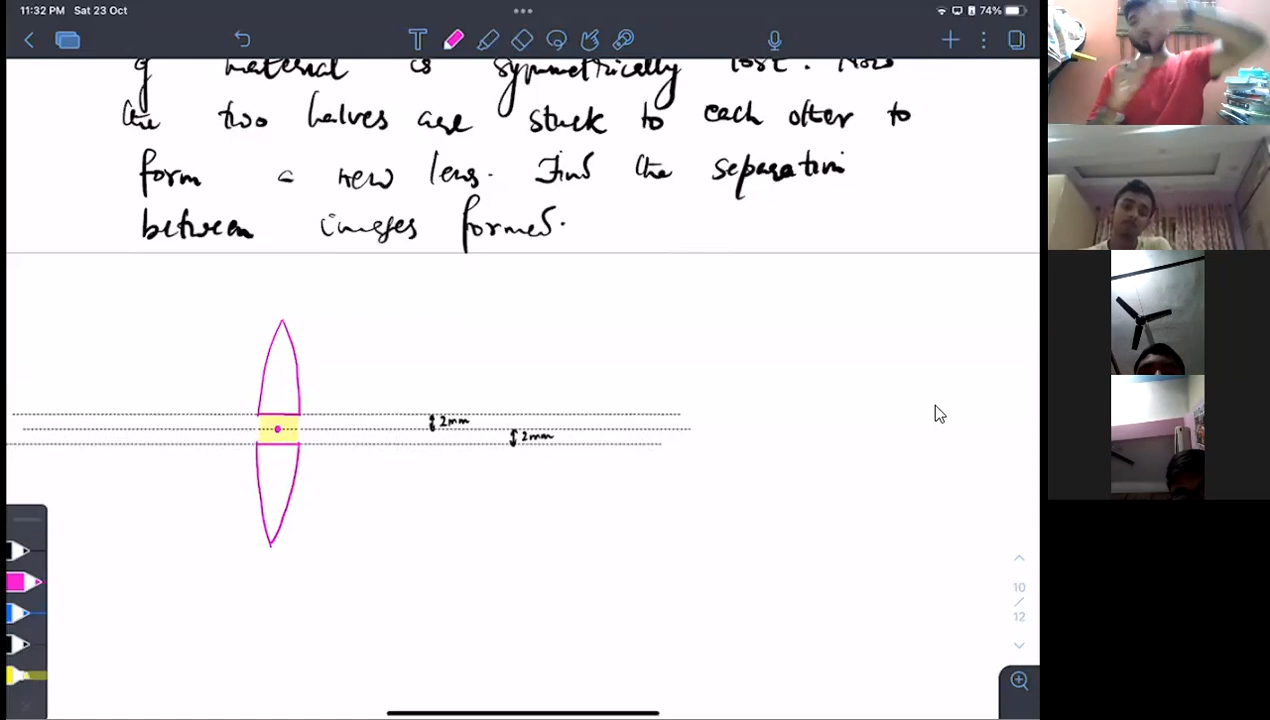 11:32 PM Sat 23 Oct
74%
T
of material is symmetrically lost. Now
the two halves are stuck to each other to
form a new lens. Find the separation
between images formed.
2mm
2mm
10
/
12